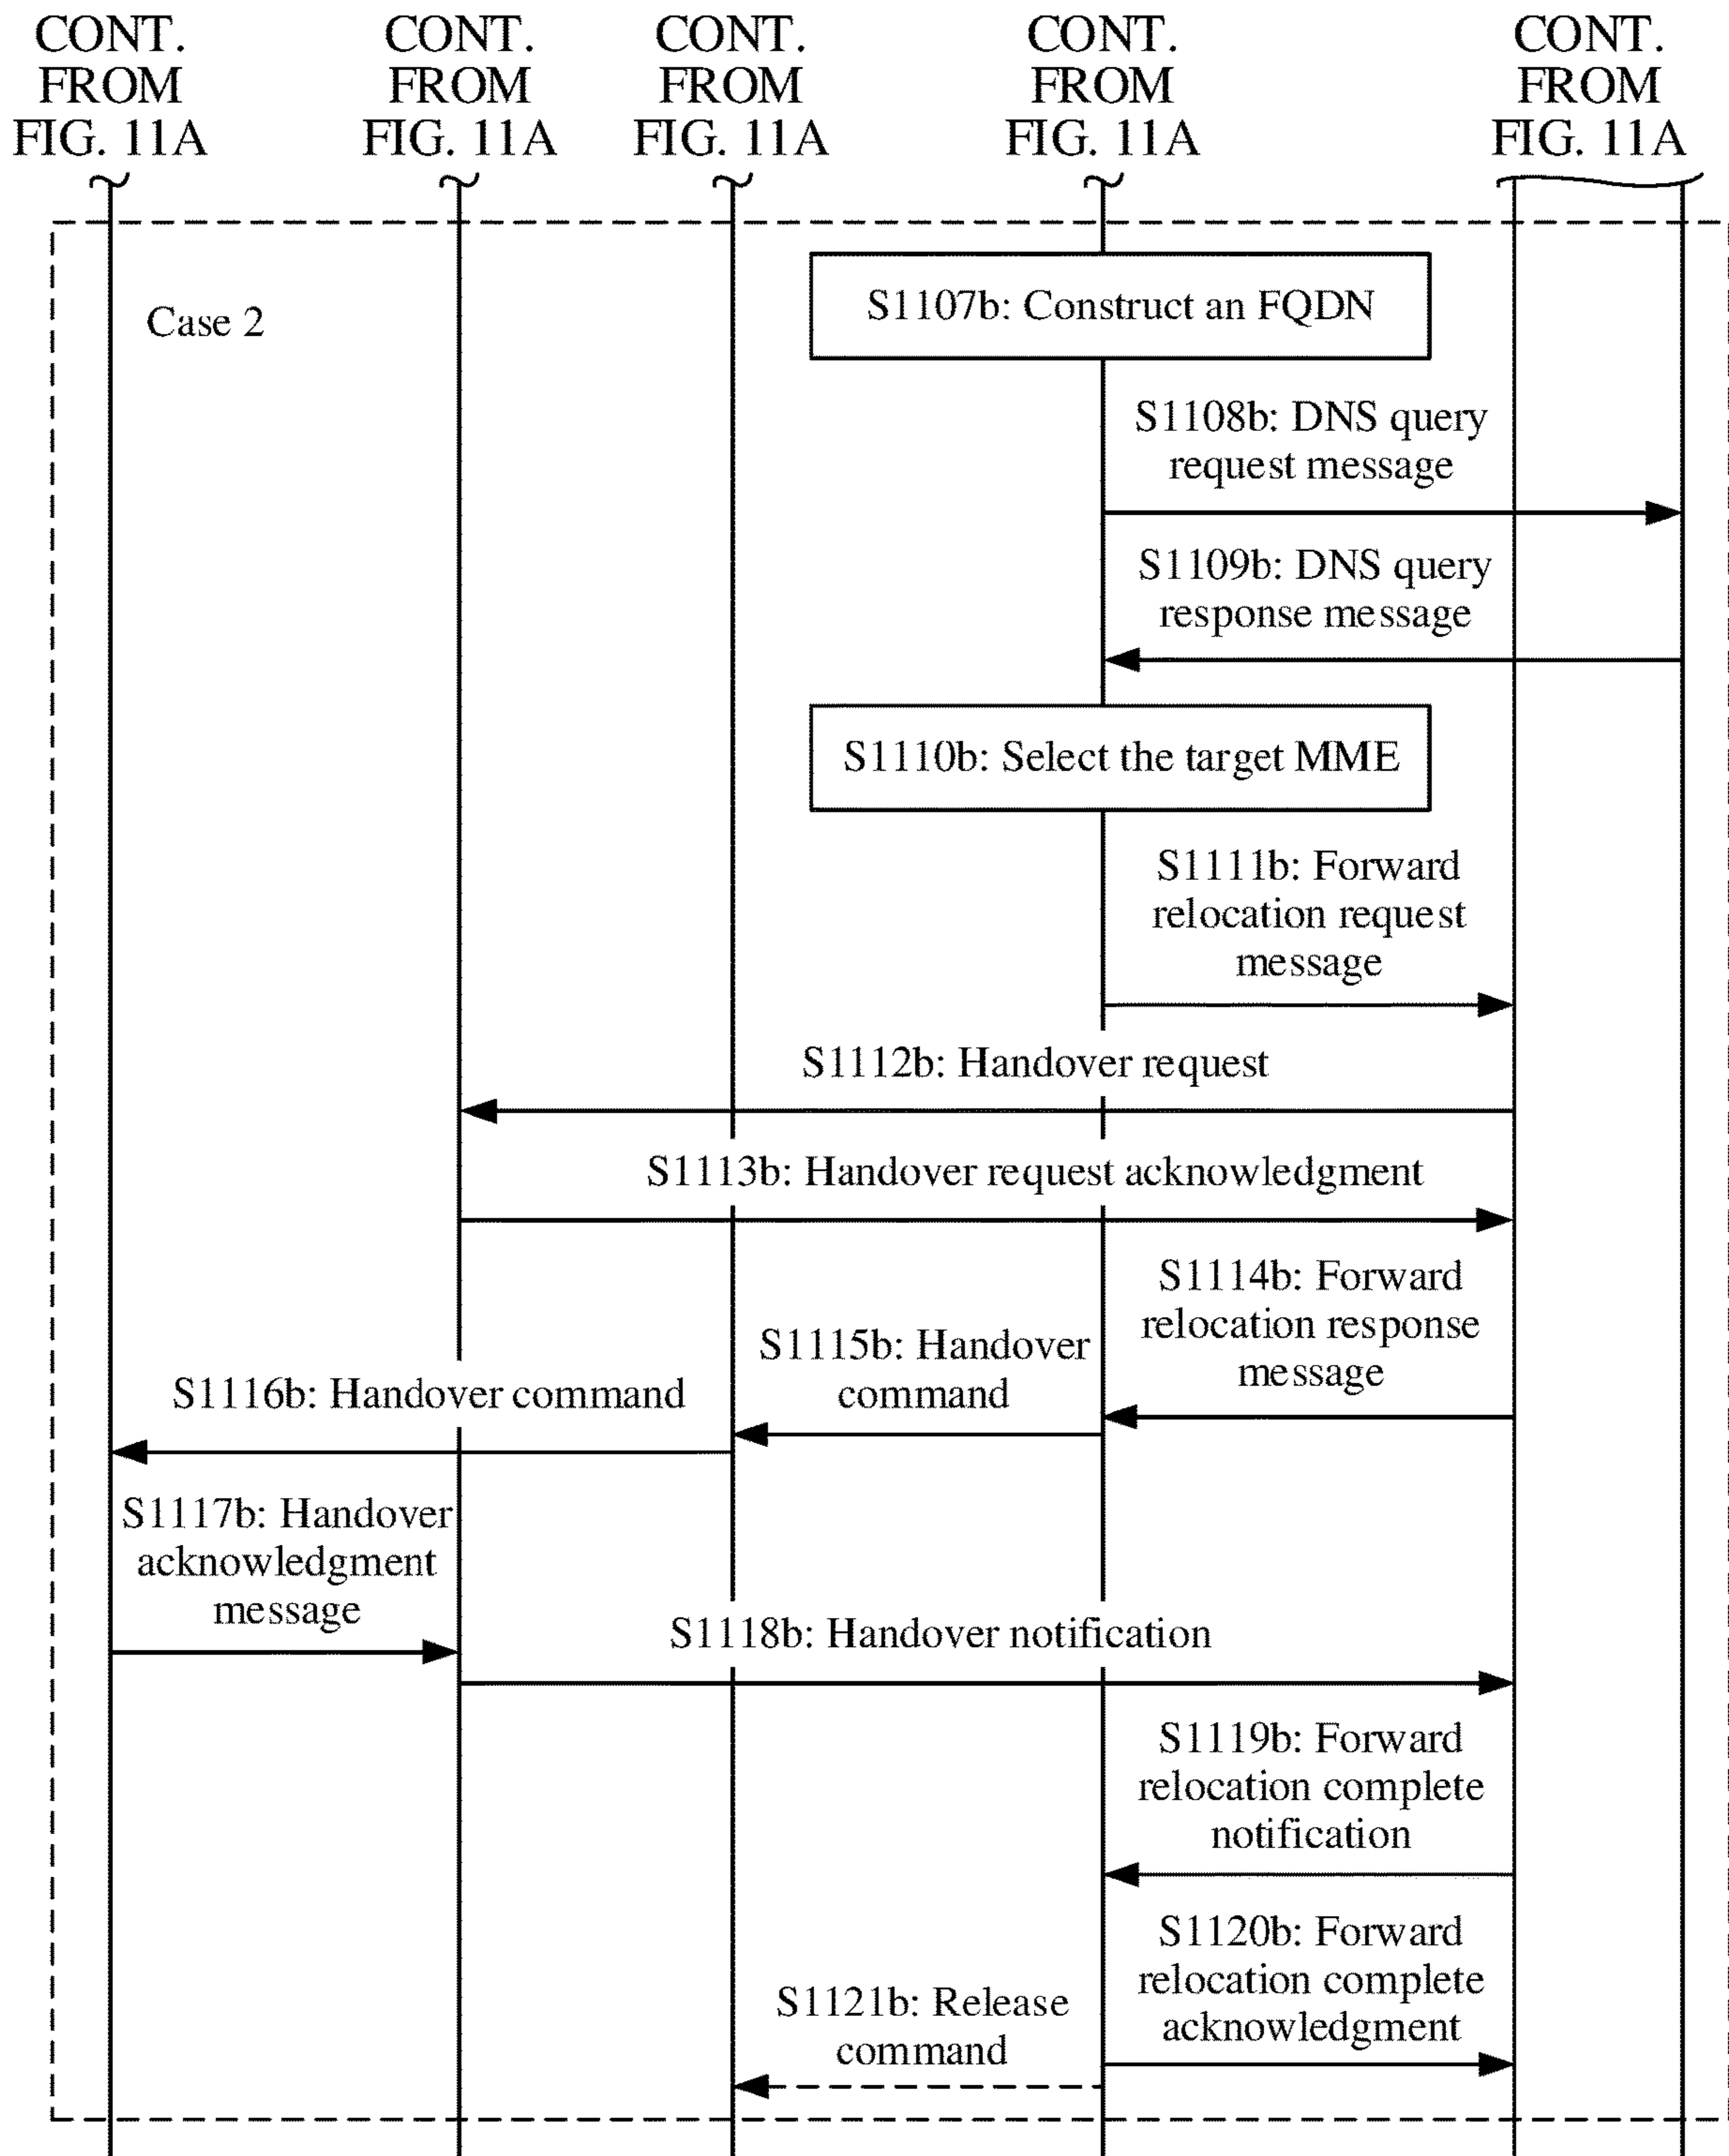 CONT.
FROM
FIG. 11A
CONT.
FROM
FIG. 11A
CONT.
FROM
FIG. 11A
CONT.
FROM
FIG. 11A
CONT.
FROM
FIG. 11A
Case 2
S1107b: Construct an FQDN
S1108b: DNS query
request message
S1109b: DNS query
response message
S1110b: Select the target MME
S1111b: Forward
relocation request
message
S1112b: Handover request
S1113b: Handover request acknowledgment
S1114b: Forward
relocation response
message
S1115b: Handover
command
S1116b: Handover command
S1117b: Handover
acknowledgment
message
S1118b: Handover notification
S1119b: Forward
relocation complete
notification
S1120b: Forward
relocation complete
acknowledgment
S1121b: Release
command